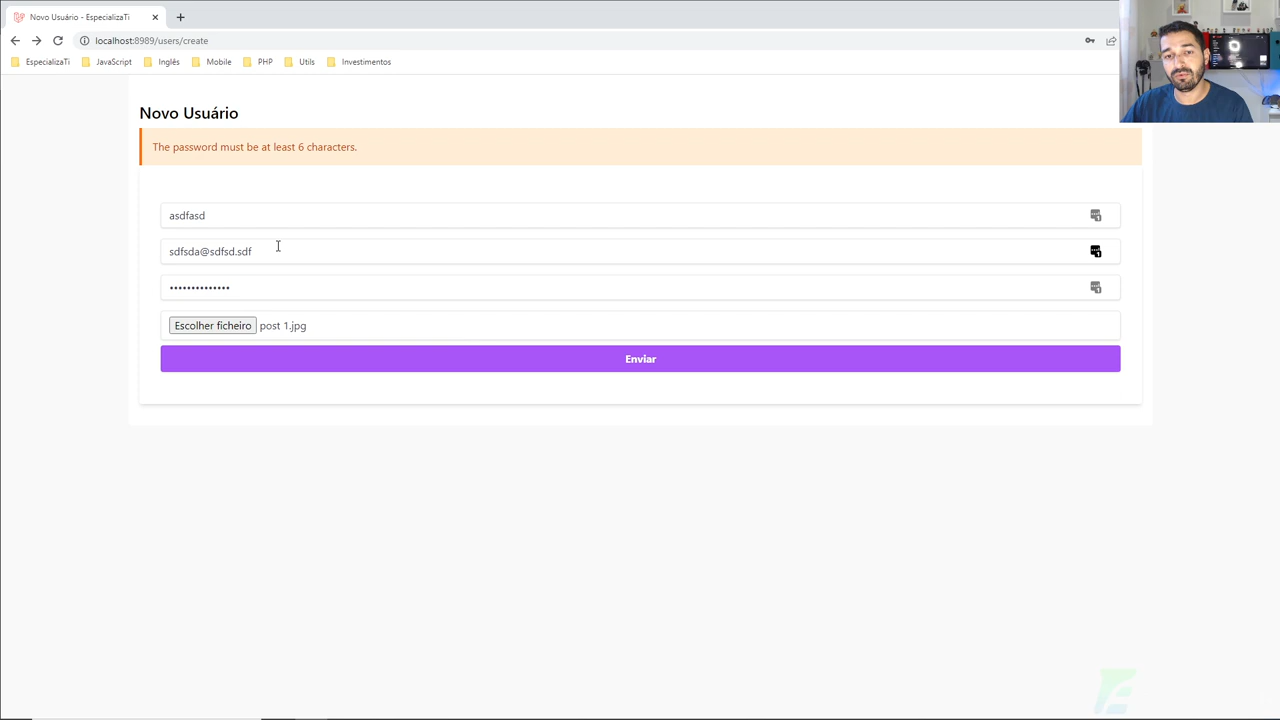 Novo Usuário - EspecializaTi
localhost:8989/users/create
EspecializaTi JavaScript Inglês Mobile PHP Utils Investimentos
Novo Usuário
The password must be at least 6 characters.
asdfasd
sdfsda@sdfsd.sdf
••••••••••••••
Escolher ficheiro post 1.jpg
Enviar